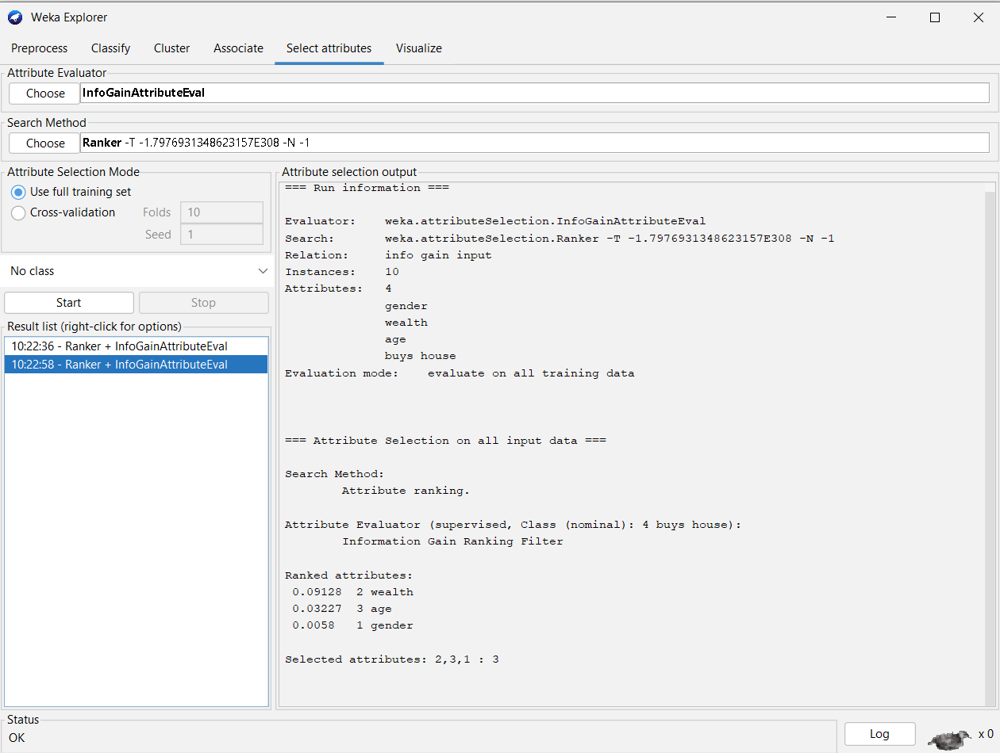 Weka Explorer
Preprocess Classify Cluster Associate Select attributes Visualize
Attribute Evaluator
Choose InfoGainAttributeEval
Search Method
Choose Ranker -T -1.7976931348623157E308 -N -1
Attribute Selection Mode
Use full training set
Cross-validation Folds 10
Seed 1
No class
Start Stop
Result list (right-click for options)
10:22:36 - Ranker + InfoGainAttributeEval
10:22:58 - Ranker + InfoGainAttributeEval
Attribute selection output
=== Run information ===
Evaluator: weka.attributeSelection.InfoGainAttributeEval
Search: weka.attributeSelection.Ranker -T -1.7976931348623157E308 -N -1
Relation: info gain input
Instances: 10
Attributes: 4
gender
wealth
age
buys house
Evaluation mode: evaluate on all training data
=== Attribute Selection on all input data ===
Search Method:
Attribute ranking.
Attribute Evaluator (supervised, Class (nominal): 4 buys house):
Information Gain Ranking Filter
Ranked attributes:
0.09128 2 wealth
0.03227 3 age
0.0058 1 gender
Selected attributes: 2,3,1 : 3
Status
OK
Log x 0